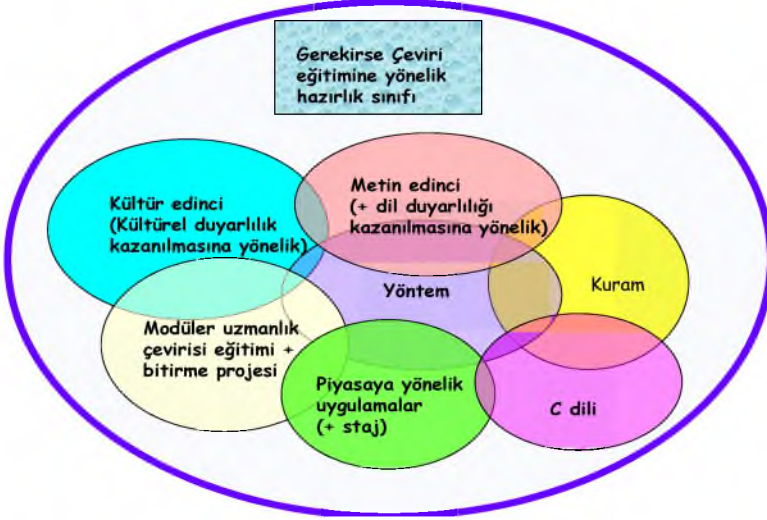 Gerekirse Çeviri
eğitimine yönelik
hazırlık sınıfı
Kültür edinci
(Kültürel duyarlılık
kazanılmasına yönelik)
Metin edinci
(+ dil duyarlılığı
kazanılmasına yönelik)
Yöntem
Kuram
Modüler uzmanlık
çevirisi eğitimi +
bitirme projesi
Piyasaya yönelik
uygulamalar
(+ staj)
C dili